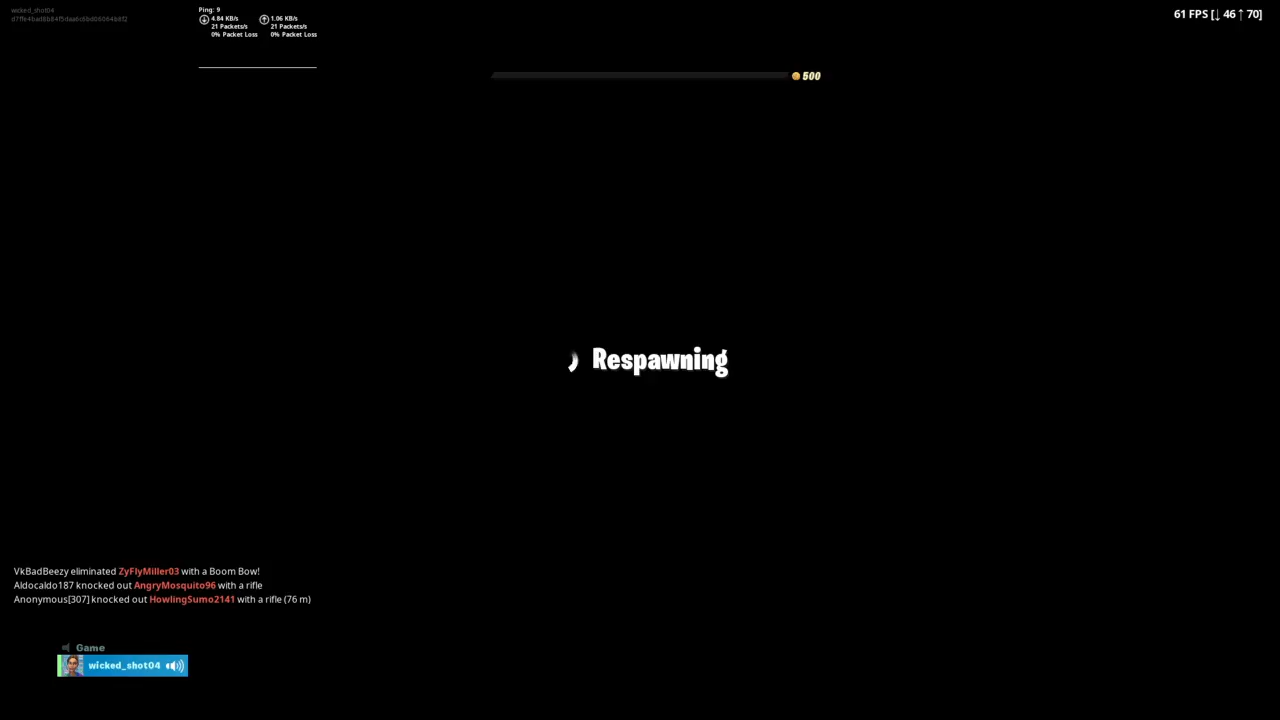 wicked_shot04
Ping: 9
4.84 KB/s 1.06 KB/s
21 Packets/s 21 Packets/s
0% Packet Loss 0% Packet Loss
61 FPS [↓ 46 ↑ 70]
500
Respawning
VkBadBeezy eliminated ZyFlyMiller03 with a Boom Bow!
Aldocaldo187 knocked out AngryMosquito96 with a rifle
Anonymous[307] knocked out HowlingSumo2141 with a rifle (76 m)
Game
wicked_shot04